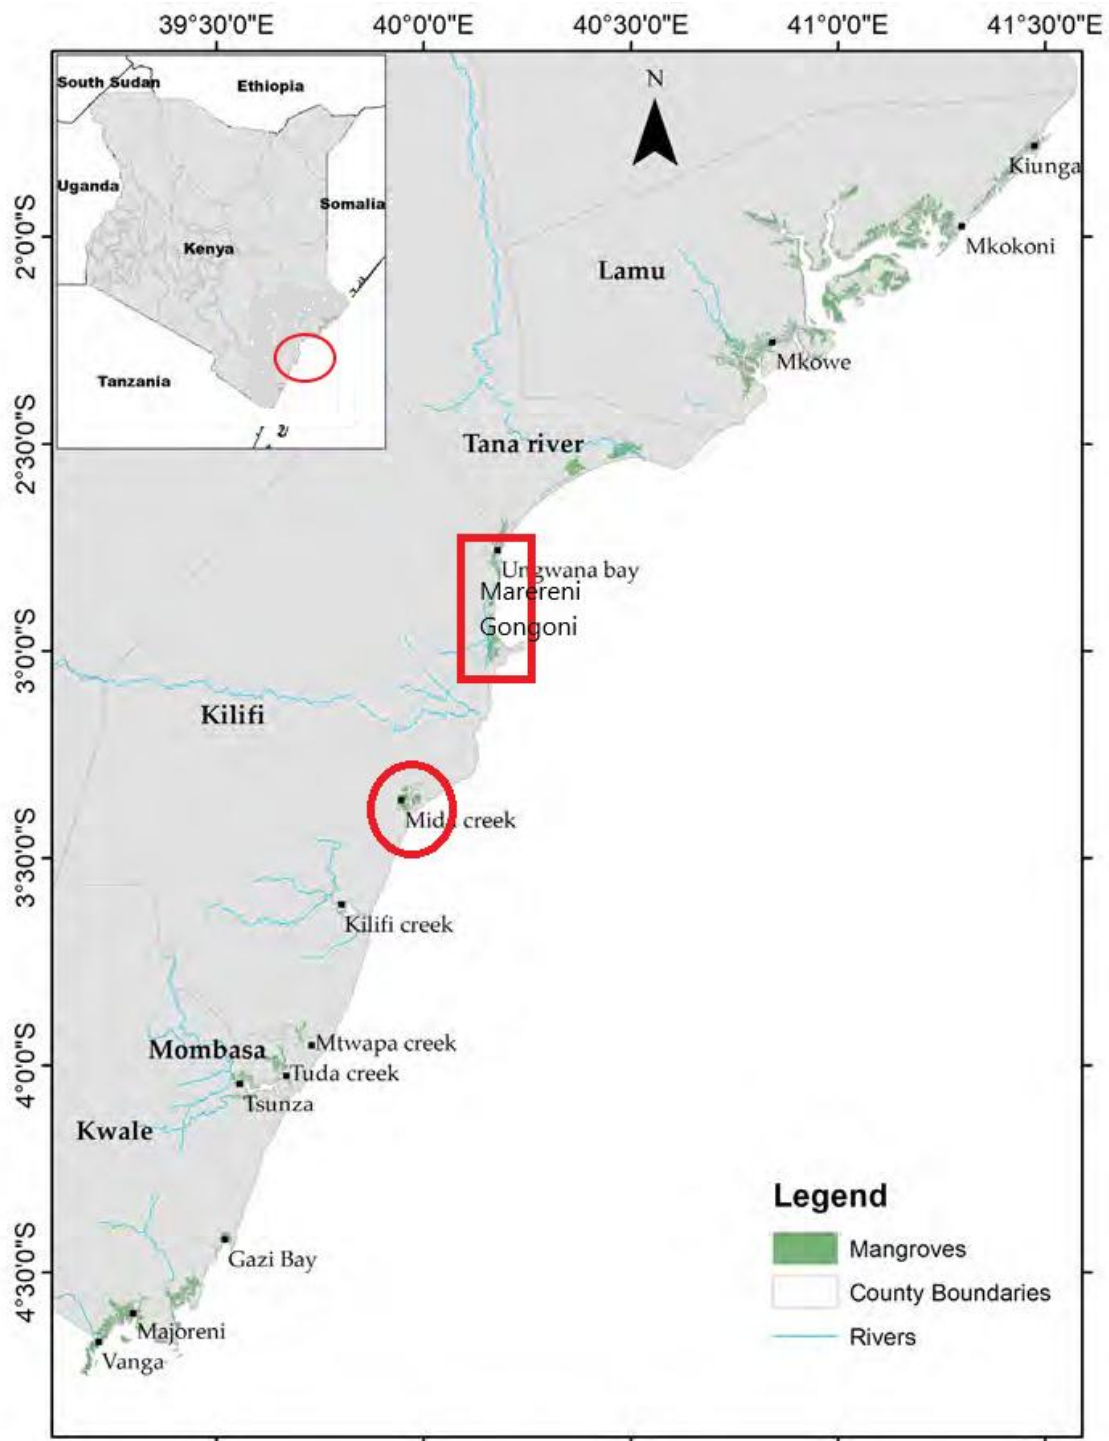 39°30'0"E 40°0'0"E 40°30'0"E 41°0'0"E 41°30'0"E
South Sudan
Ethiopia
Uganda
Somalia
Kenya
Tanzania
N
Kiunga
Mkokoni
Lamu
Mkowe
Tana river
Ungwana bay
Marereni
Gongoni
Kilifi
Mida creek
Kilifi creek
Mtwapa creek
Mombasa
Tuda creek
Tsunza
Kwale
Gazi Bay
Majoreni
Vanga
2°0'0"S
2°30'0"S
3°0'0"S
3°30'0"S
4°0'0"S
4°30'0"S
Legend
Mangroves
County Boundaries
Rivers